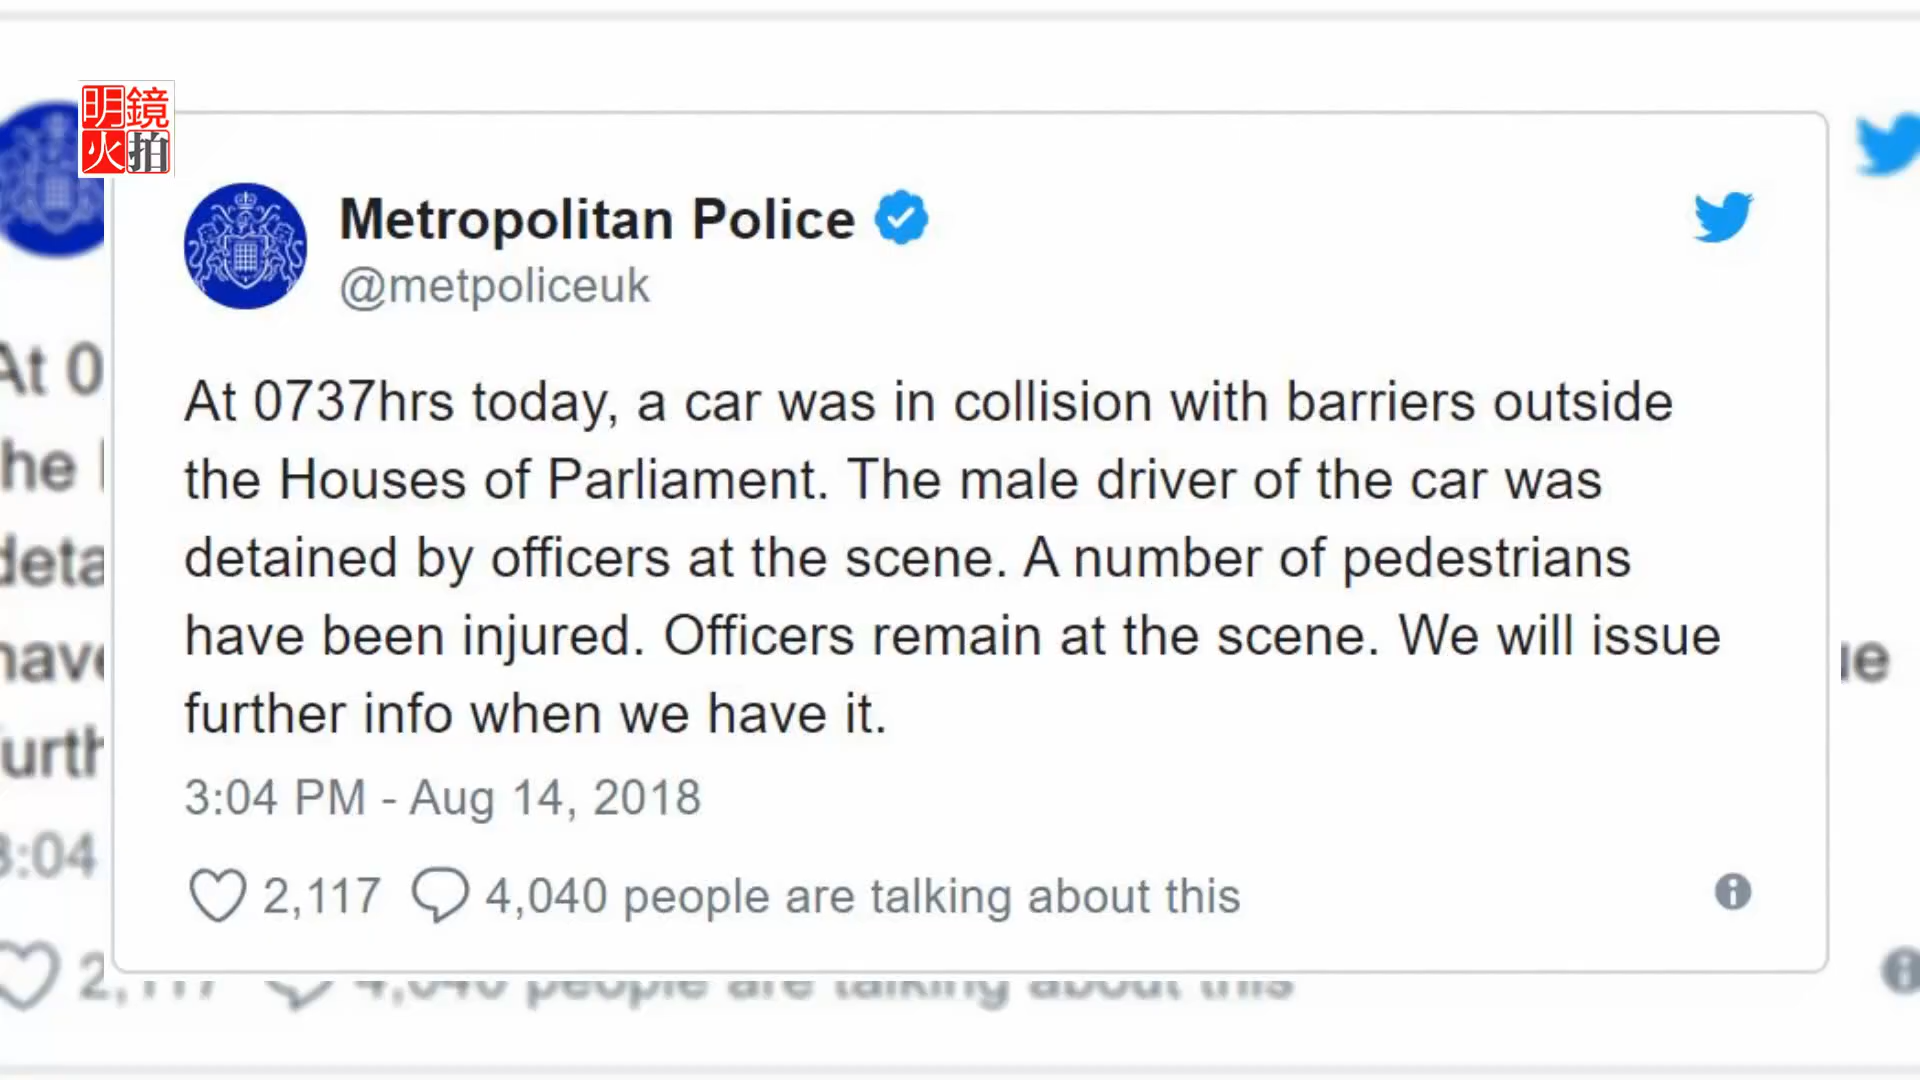 明鏡
火拍
Metropolitan Police
@metpoliceuk
At 0737hrs today, a car was in collision with barriers outside
the Houses of Parliament. The male driver of the car was
detained by officers at the scene. A number of pedestrians
have been injured. Officers remain at the scene. We will issue
further info when we have it.
3:04 PM - Aug 14, 2018
2,117 4,040 people are talking about this